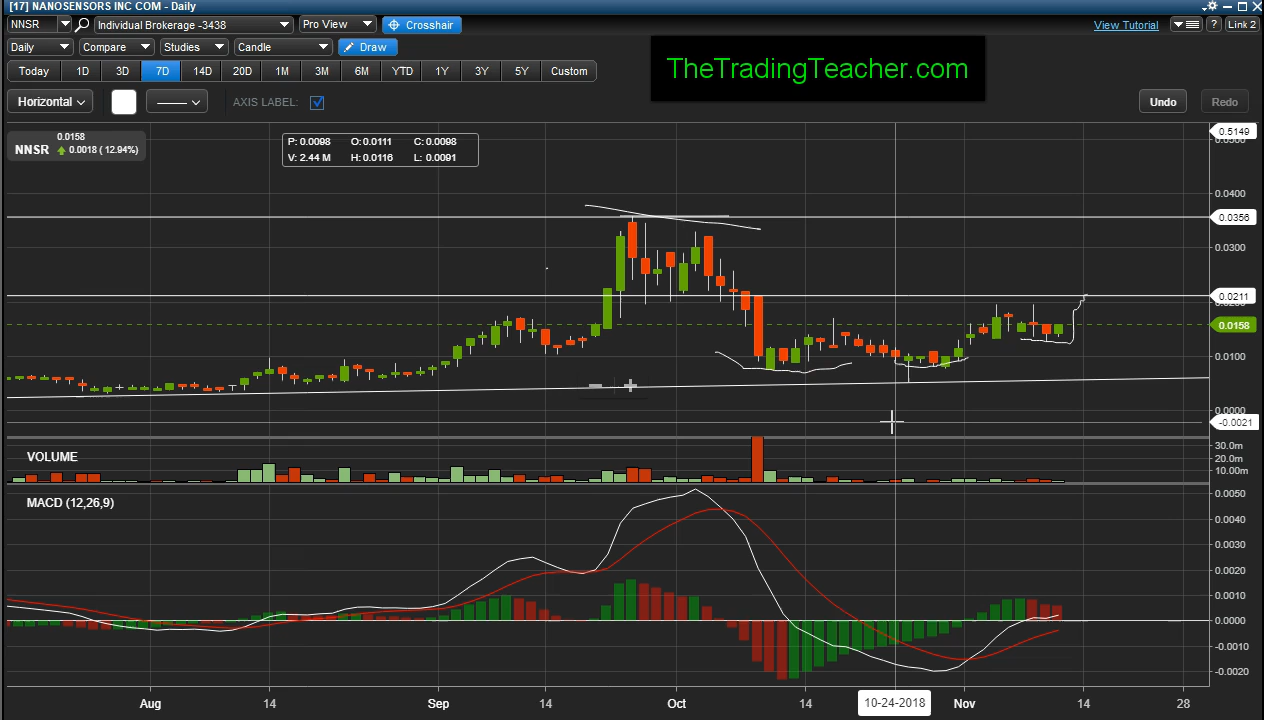 [17] NANOSENSORS INC COM - Daily
NNSR Individual Brokerage -3438 Pro View Crosshair View Tutorial ? Link 2
Daily Compare Studies Candle Draw
TheTradingTeacher.com
Today 1D 3D 7D 14D 20D 1M 3M 6M YTD 1Y 3Y 5Y Custom
Horizontal AXIS LABEL: Undo Redo
0.5149
0.0158
NNSR 0.0018 ( 12.94%)
P: 0.0098 O: 0.0111 C: 0.0098
V: 2.44 M H: 0.0116 L: 0.0091
0.0400
0.0356
0.0300
0.0211
0.0158
0.0100
0.0000
-0.0021
VOLUME
30.0m
20.0m
10.00m
MACD (12,26,9)
0.0050
0.0040
0.0030
0.0020
0.0010
0.0000
-0.0010
-0.0020
Aug 14 Sep 14 Oct 14 10-24-2018 Nov 14 28